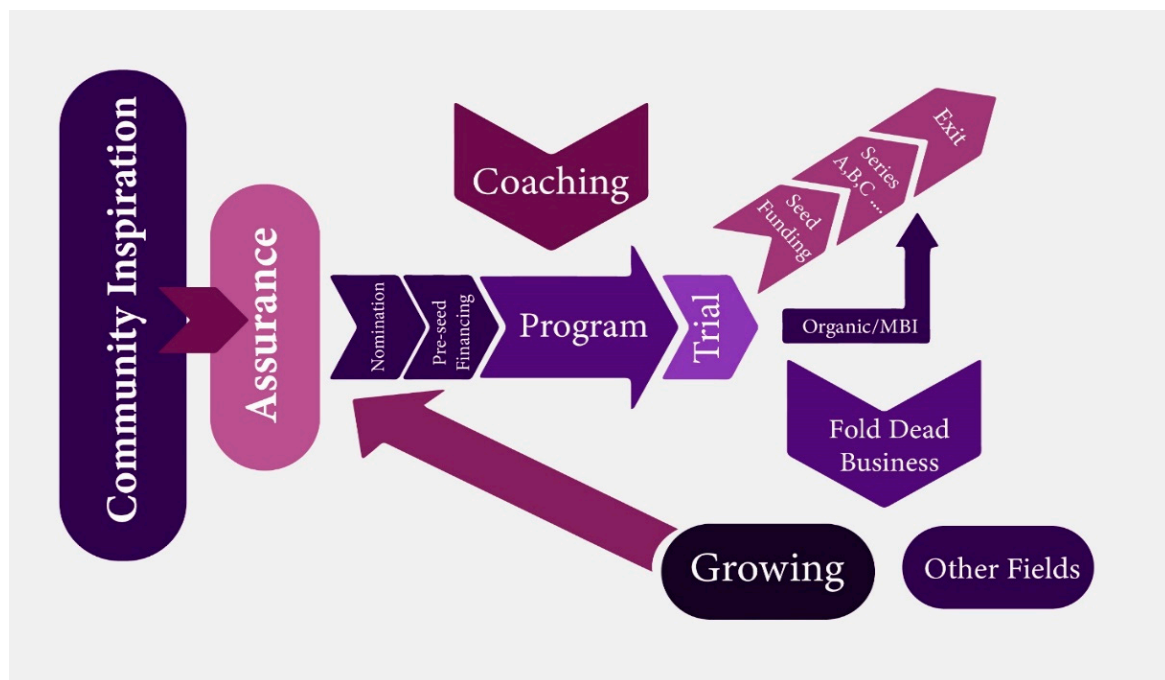 Community Inspiration
Assurance
Coaching
Nomination
Pre-seed
Financing
Program
Trial
Seed
Funding
Series
A,B,C ....
Exit
Organic/MBI
Fold Dead
Business
Growing
Other Fields